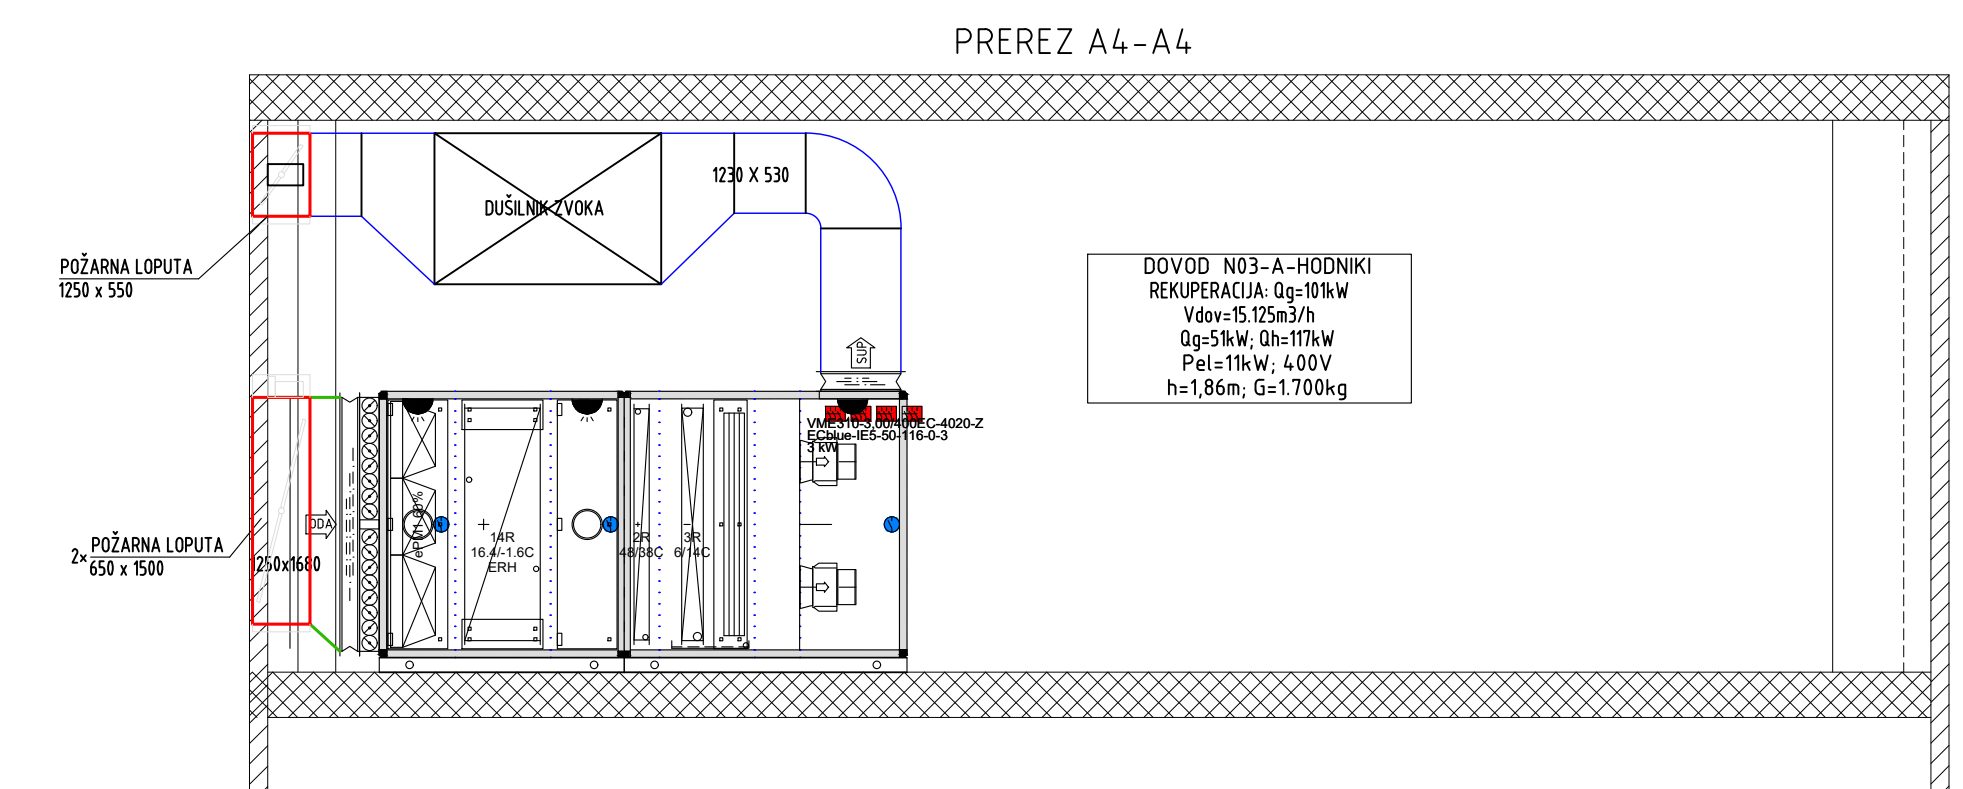 PREREZ A4-A4
1230 X 530
DUŠILNIK ZVOKA
POŽARNA LOPUTA
1250 x 550
DOVOD N03-A-HODNIKI
REKUPERACIJA: Qg=101kW
Vdov=15.125m3/h
Qg=51kW; Qh=117kW
Pel=11kW; 400V
h=1,86m; G=1.700kg
SUP
VME310-3,00/400EC-4020-Z
ECblue-IE5-50-116-0-3
3 kW
ODA
ePM1 60%
14R
16.4/-1.6C
ERH
2R
48/38C
3R
6/14C
2x POŽARNA LOPUTA
650 x 1500
1250x1680